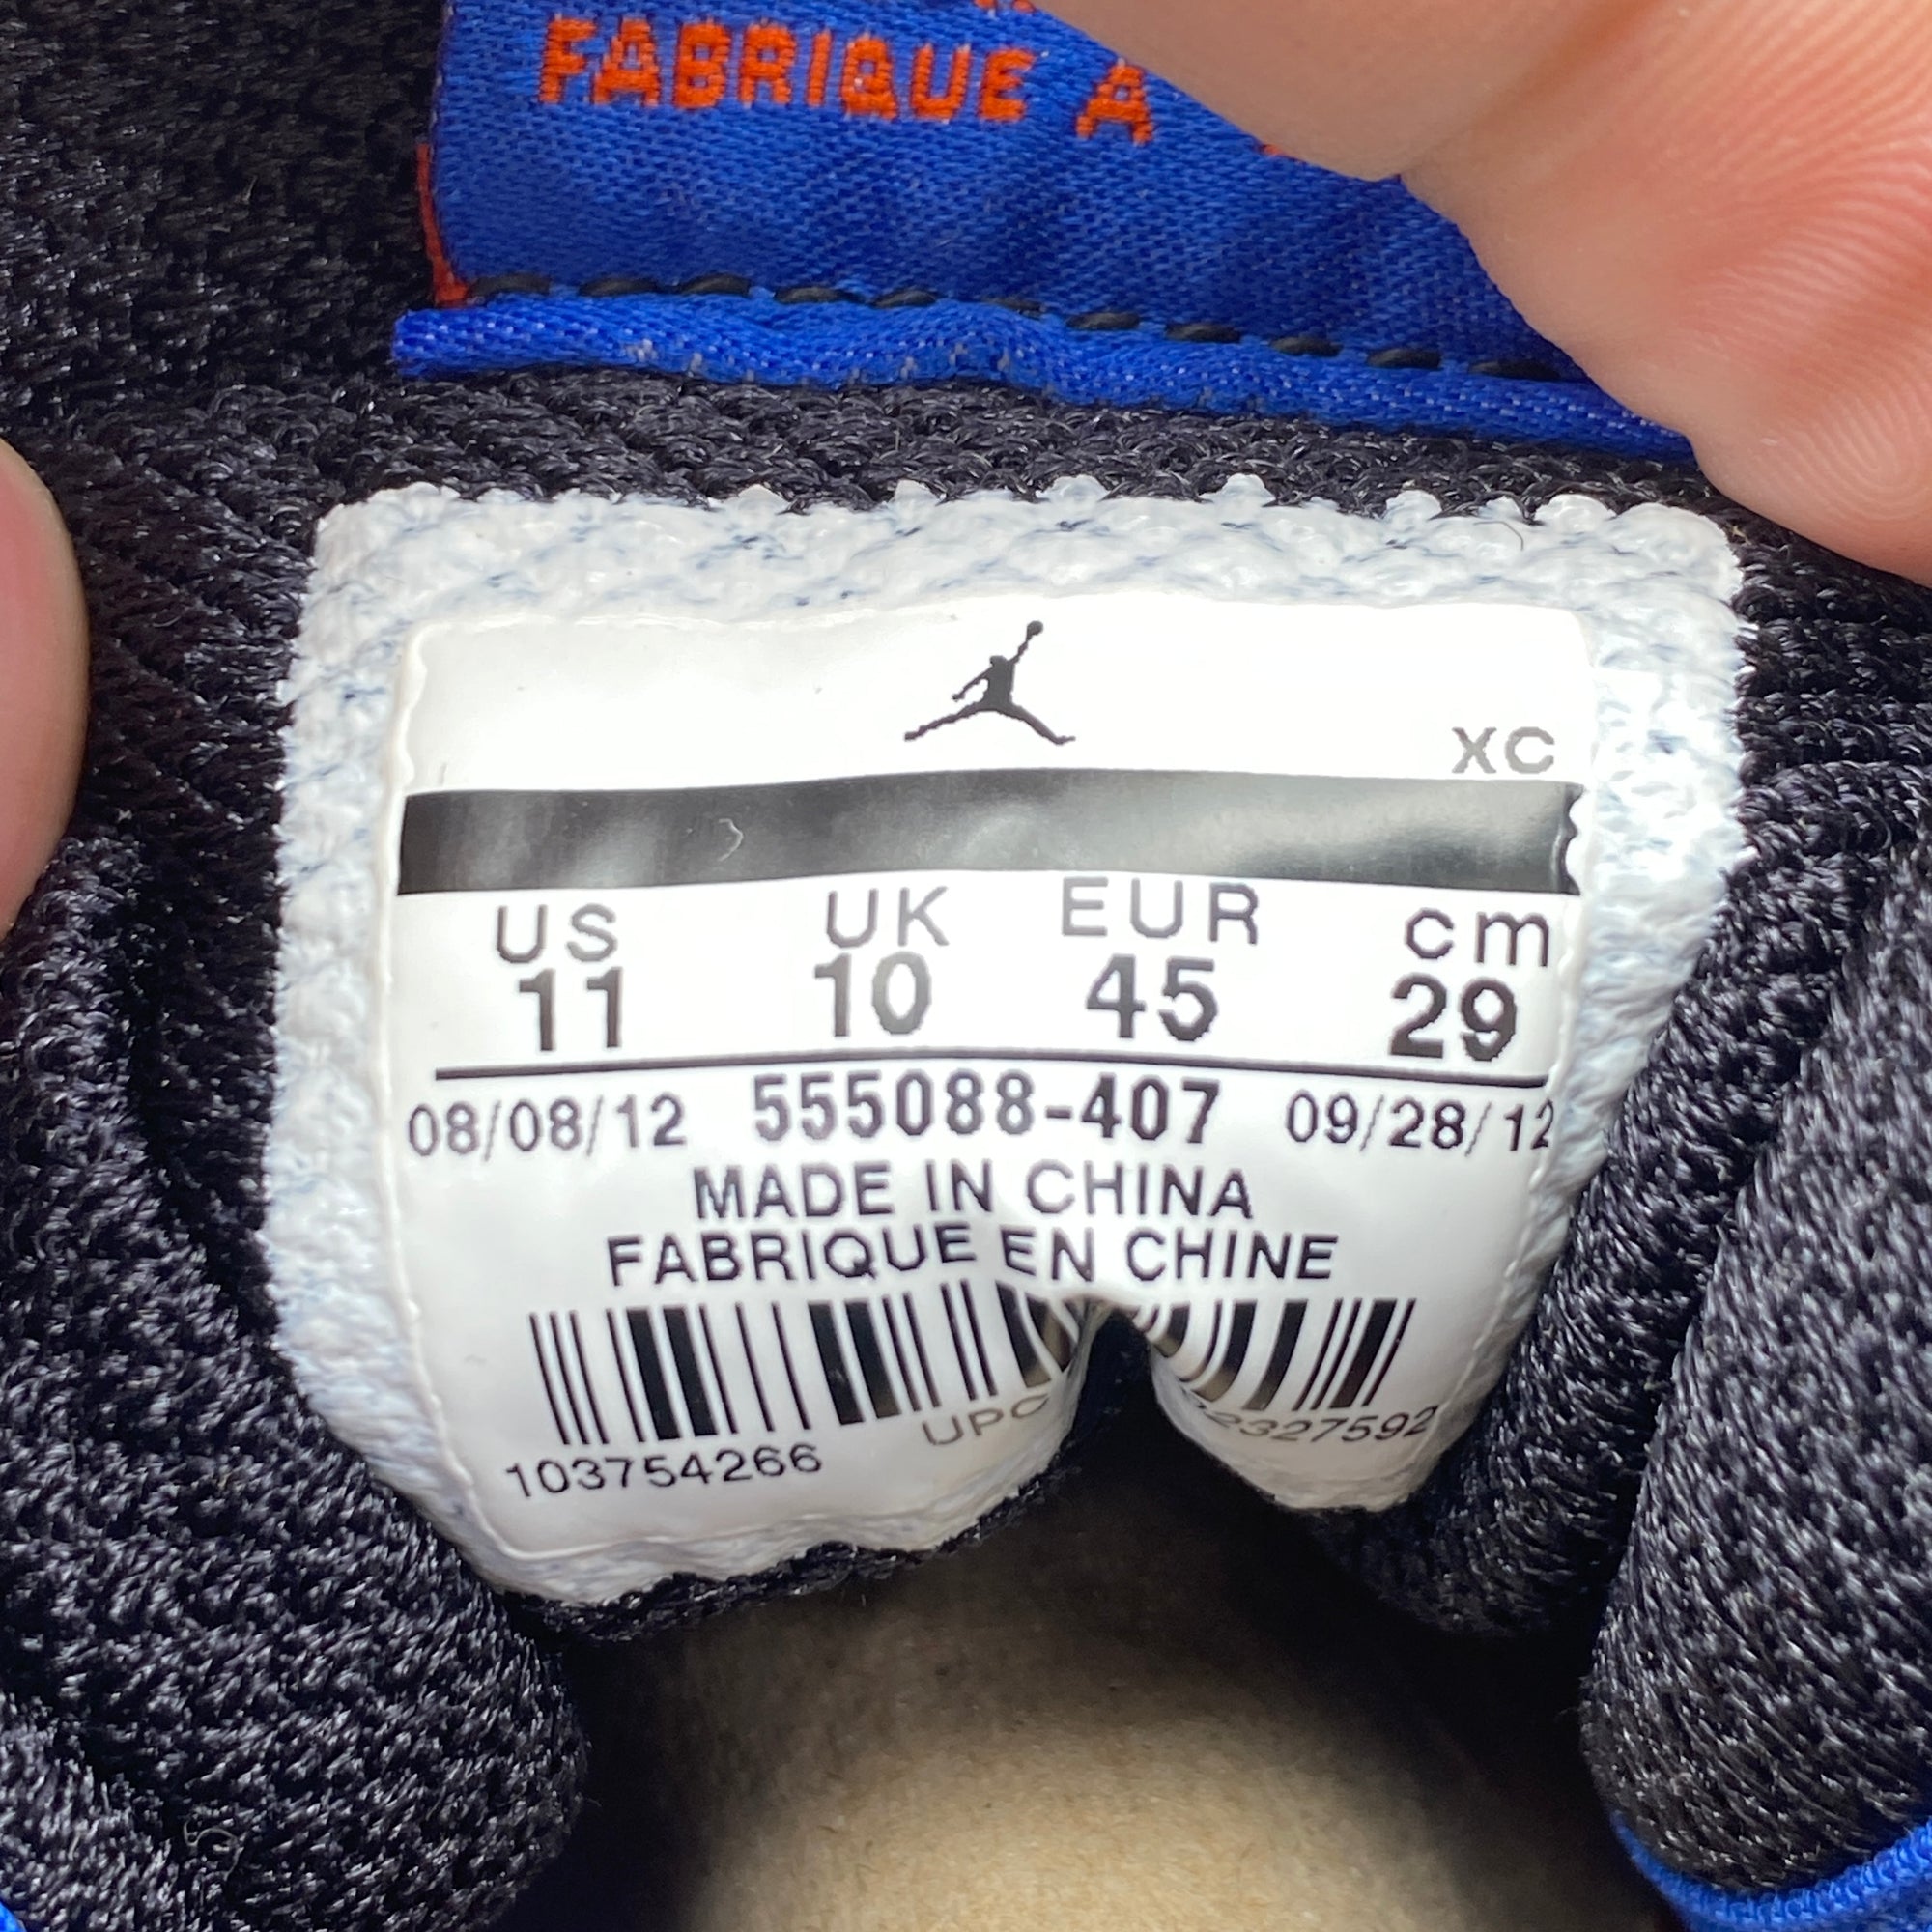 FABRIQUE A
XC
US UK EUR cm
11 10 45 29
08/08/12 555088-407 09/28/12
MADE IN CHINA
FABRIQUE EN CHINE
103754266 UPC 2327592